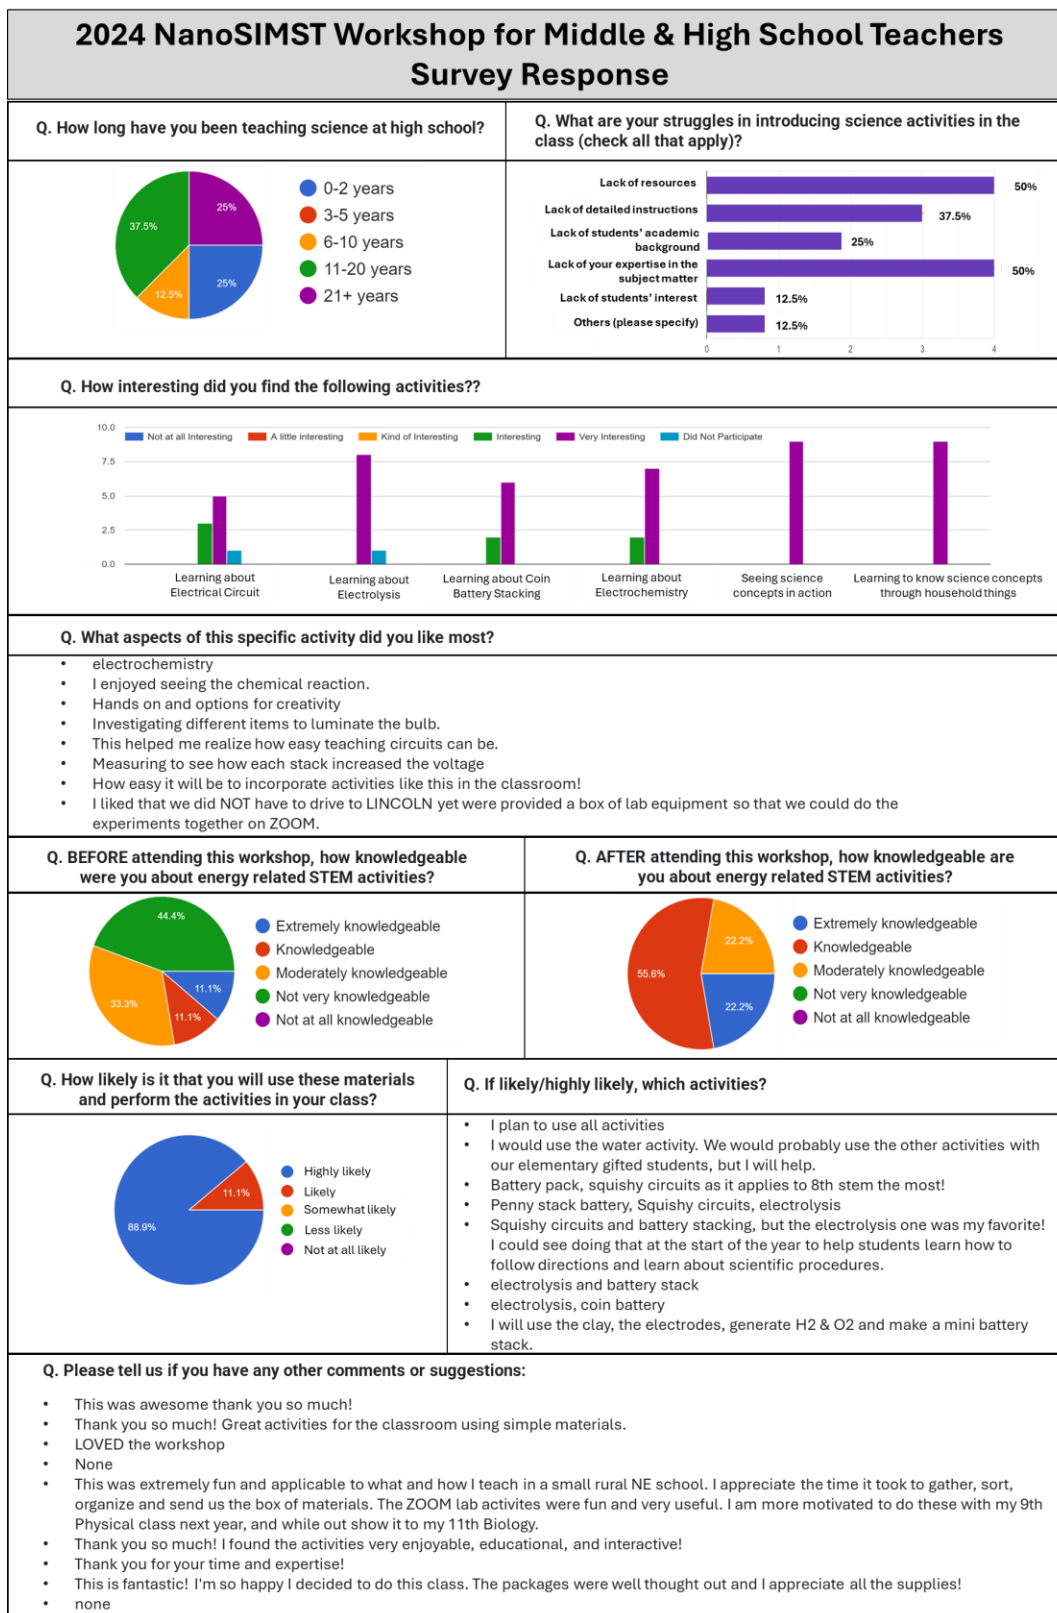 2024 NanoSIMST Workshop for Middle & High School Teachers
Survey Response
Q. How long have you been teaching science at high school?
25%
37.5%
12.5%
25%
0-2 years
3-5 years
6-10 years
11-20 years
21+ years
Q. What are your struggles in introducing science activities in the
class (check all that apply)?
Lack of resources
50%
Lack of detailed instructions
37.5%
Lack of students' academic
background
25%
Lack of your expertise in the
subject matter
50%
Lack of students' interest
12.5%
Others (please specify)
12.5%
0 1 2 3 4
Q. How interesting did you find the following activities??
10.0
7.5
5.0
2.5
0.0
Not at all Interesting A little interesting Kind of Interesting Interesting Very Interesting Did Not Participate
Learning about
Electrical Circuit
Learning about
Electrolysis
Learning about Coin
Battery Stacking
Learning about
Electrochemistry
Seeing science
concepts in action
Learning to know science concepts
through household things
Q. What aspects of this specific activity did you like most?
• electrochemistry
• I enjoyed seeing the chemical reaction.
• Hands on and options for creativity
• Investigating different items to luminate the bulb.
• This helped me realize how easy teaching circuits can be.
• Measuring to see how each stack increased the voltage
• How easy it will be to incorporate activities like this in the classroom!
• I liked that we did NOT have to drive to LINCOLN yet were provided a box of lab equipment so that we could do the
experiments together on ZOOM.
Q. BEFORE attending this workshop, how knowledgeable
were you about energy related STEM activities?
44.4%
33.3%
11.1%
11.1%
Extremely knowledgeable
Knowledgeable
Moderately knowledgeable
Not very knowledgeable
Not at all knowledgeable
Q. AFTER attending this workshop, how knowledgeable are
you about energy related STEM activities?
22.2%
55.6%
22.2%
Extremely knowledgeable
Knowledgeable
Moderately knowledgeable
Not very knowledgeable
Not at all knowledgeable
Q. How likely is it that you will use these materials
and perform the activities in your class?
11.1%
88.9%
Highly likely
Likely
Somewhat likely
Less likely
Not at all likely
Q. If likely/highly likely, which activities?
• I plan to use all activities
• I would use the water activity. We would probably use the other activities with
our elementary gifted students, but I will help.
• Battery pack, squishy circuits as it applies to 8th stem the most!
• Penny stack battery, Squishy circuits, electrolysis
• Squishy circuits and battery stacking, but the electrolysis one was my favorite!
I could see doing that at the start of the year to help students learn how to
follow directions and learn about scientific procedures.
• electrolysis and battery stack
• electrolysis, coin battery
• I will use the clay, the electrodes, generate H2 & O2 and make a mini battery
stack.
Q. Please tell us if you have any other comments or suggestions:
• This was awesome thank you so much!
• Thank you so much! Great activities for the classroom using simple materials.
• LOVED the workshop
• None
• This was extremely fun and applicable to what and how I teach in a small rural NE school. I appreciate the time it took to gather, sort,
organize and send us the box of materials. The ZOOM lab activites were fun and very useful. I am more motivated to do these with my 9th
Physical class next year, and while out show it to my 11th Biology.
• Thank you so much! I found the activities very enjoyable, educational, and interactive!
• Thank you for your time and expertise!
• This is fantastic! I'm so happy I decided to do this class. The packages were well thought out and I appreciate all the supplies!
• none